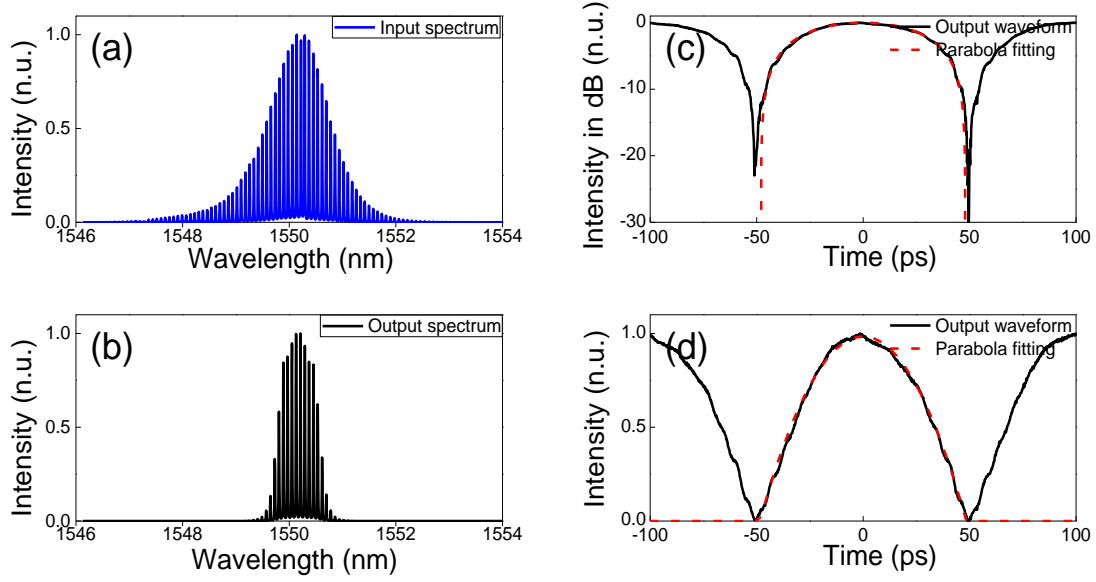 (a)
Input spectrum
Intensity (n.u.)
1.0
0.5
0.0
1546
1548
1550
1552
1554
Wavelength (nm)
(c)
Output waveform
Parabola fitting
Intensity in dB (n.u.)
0
-10
-20
-30
-100
-50
0
50
100
Time (ps)
(b)
Output spectrum
Intensity (n.u.)
1.0
0.5
0.0
1546
1548
1550
1552
1554
Wavelength (nm)
(d)
Output waveform
Parabola fitting
Intensity (n.u.)
1.0
0.5
0.0
-100
-50
0
50
100
Time (ps)